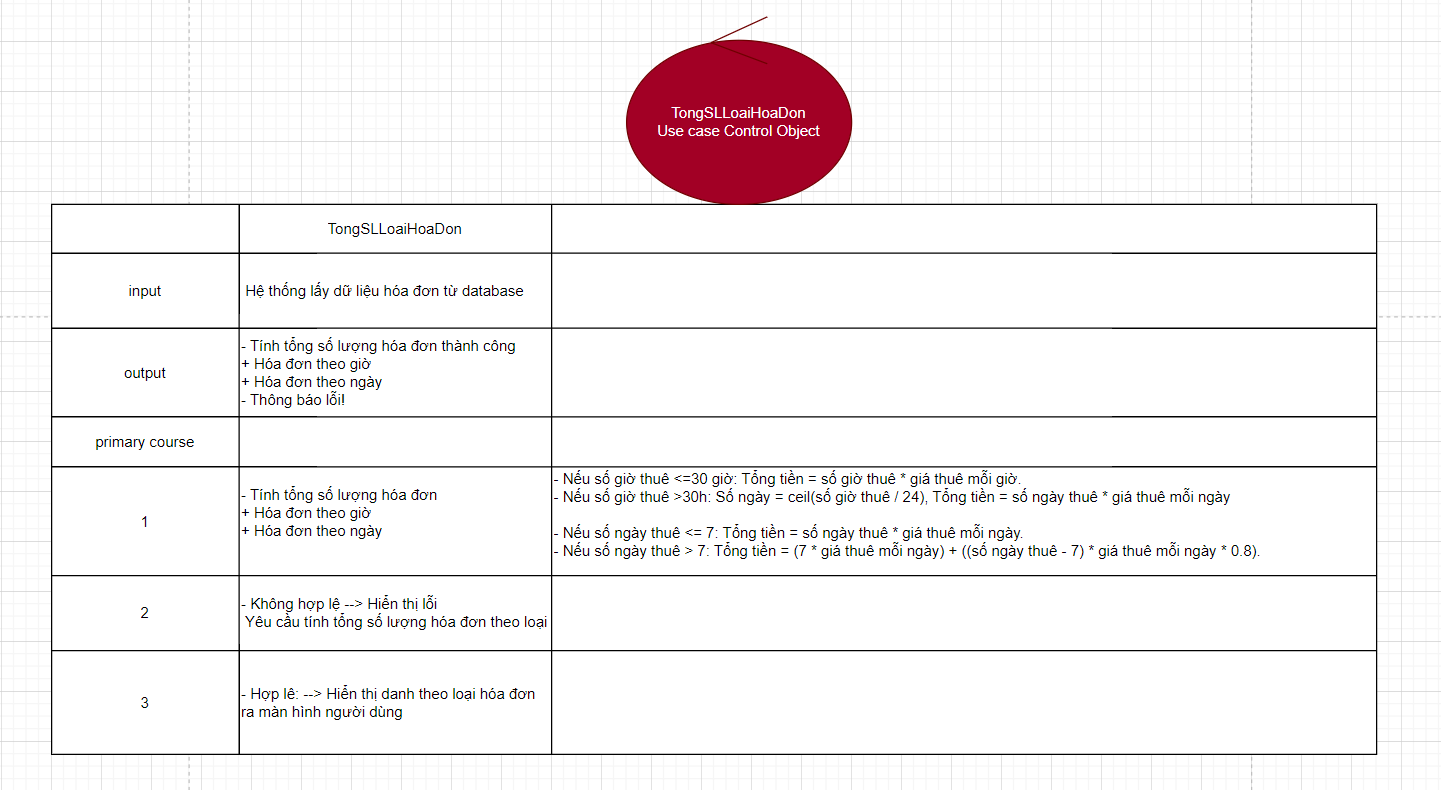 TongSLLoaiHoaDon
Use case Control Object
TongSLLoaiHoaDon
input
Hệ thống lấy dữ liệu hóa đơn từ database
output
- Tính tổng số lượng hóa đơn thành công
+ Hóa đơn theo giờ
+ Hóa đơn theo ngày
- Thông báo lỗi!
primary course
1
- Tính tổng số lượng hóa đơn
+ Hóa đơn theo giờ
+ Hóa đơn theo ngày
- Nếu số giờ thuê <=30 giờ: Tổng tiền = số giờ thuê * giá thuê mỗi giờ.
- Nếu số giờ thuê >30h: Số ngày = ceil(số giờ thuê / 24), Tổng tiền = số ngày thuê * giá thuê mỗi ngày
- Nếu số ngày thuê <= 7: Tổng tiền = số ngày thuê * giá thuê mỗi ngày.
- Nếu số ngày thuê > 7: Tổng tiền = (7 * giá thuê mỗi ngày) + ((số ngày thuê - 7) * giá thuê mỗi ngày * 0.8).
2
- Không hợp lệ --> Hiển thị lỗi
Yêu cầu tính tổng số lượng hóa đơn theo loại
3
- Hợp lê: --> Hiển thị danh theo loại hóa đơn
ra màn hình người dùng